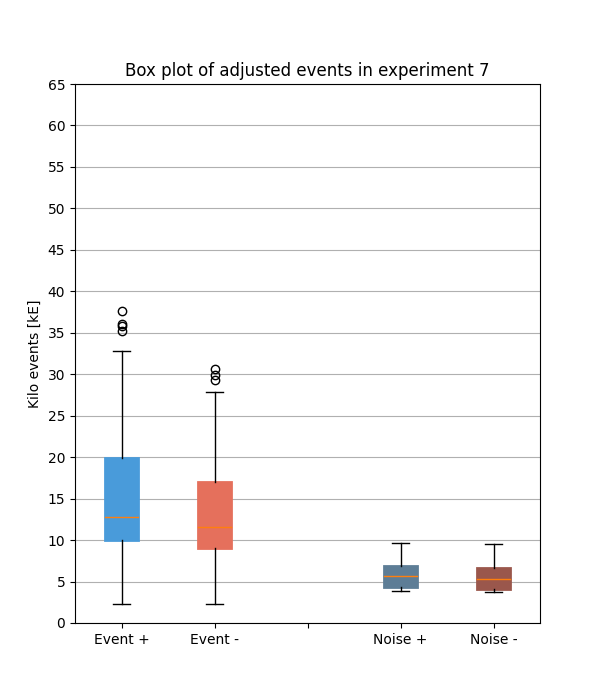 Box plot of adjusted events in experiment 7
65
60
55
50
45
40
35
30
25
20
15
10
5
0
Kilo events [kE]
Event +
Event -
Noise +
Noise -